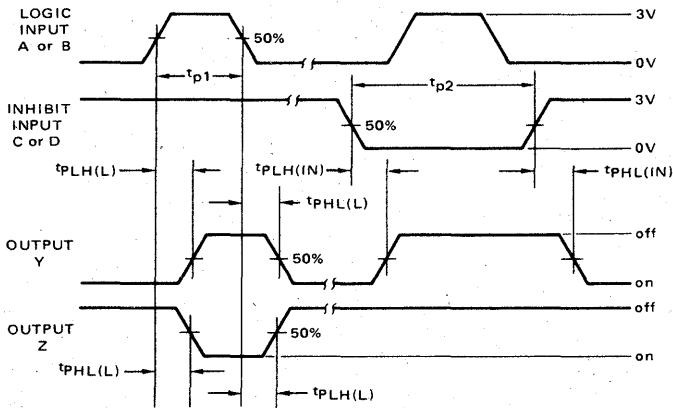 LOGIC
INPUT
A or B
50%
3V
0V
tp1
tp2
INHIBIT
INPUT
C or D
50%
3V
0V
tPLH(L)
tPLH(IN)
tPHL(IN)
tPHL(L)
OUTPUT
Y
50%
off
on
OUTPUT
Z
50%
off
on
tPHL(L)
tPLH(L)